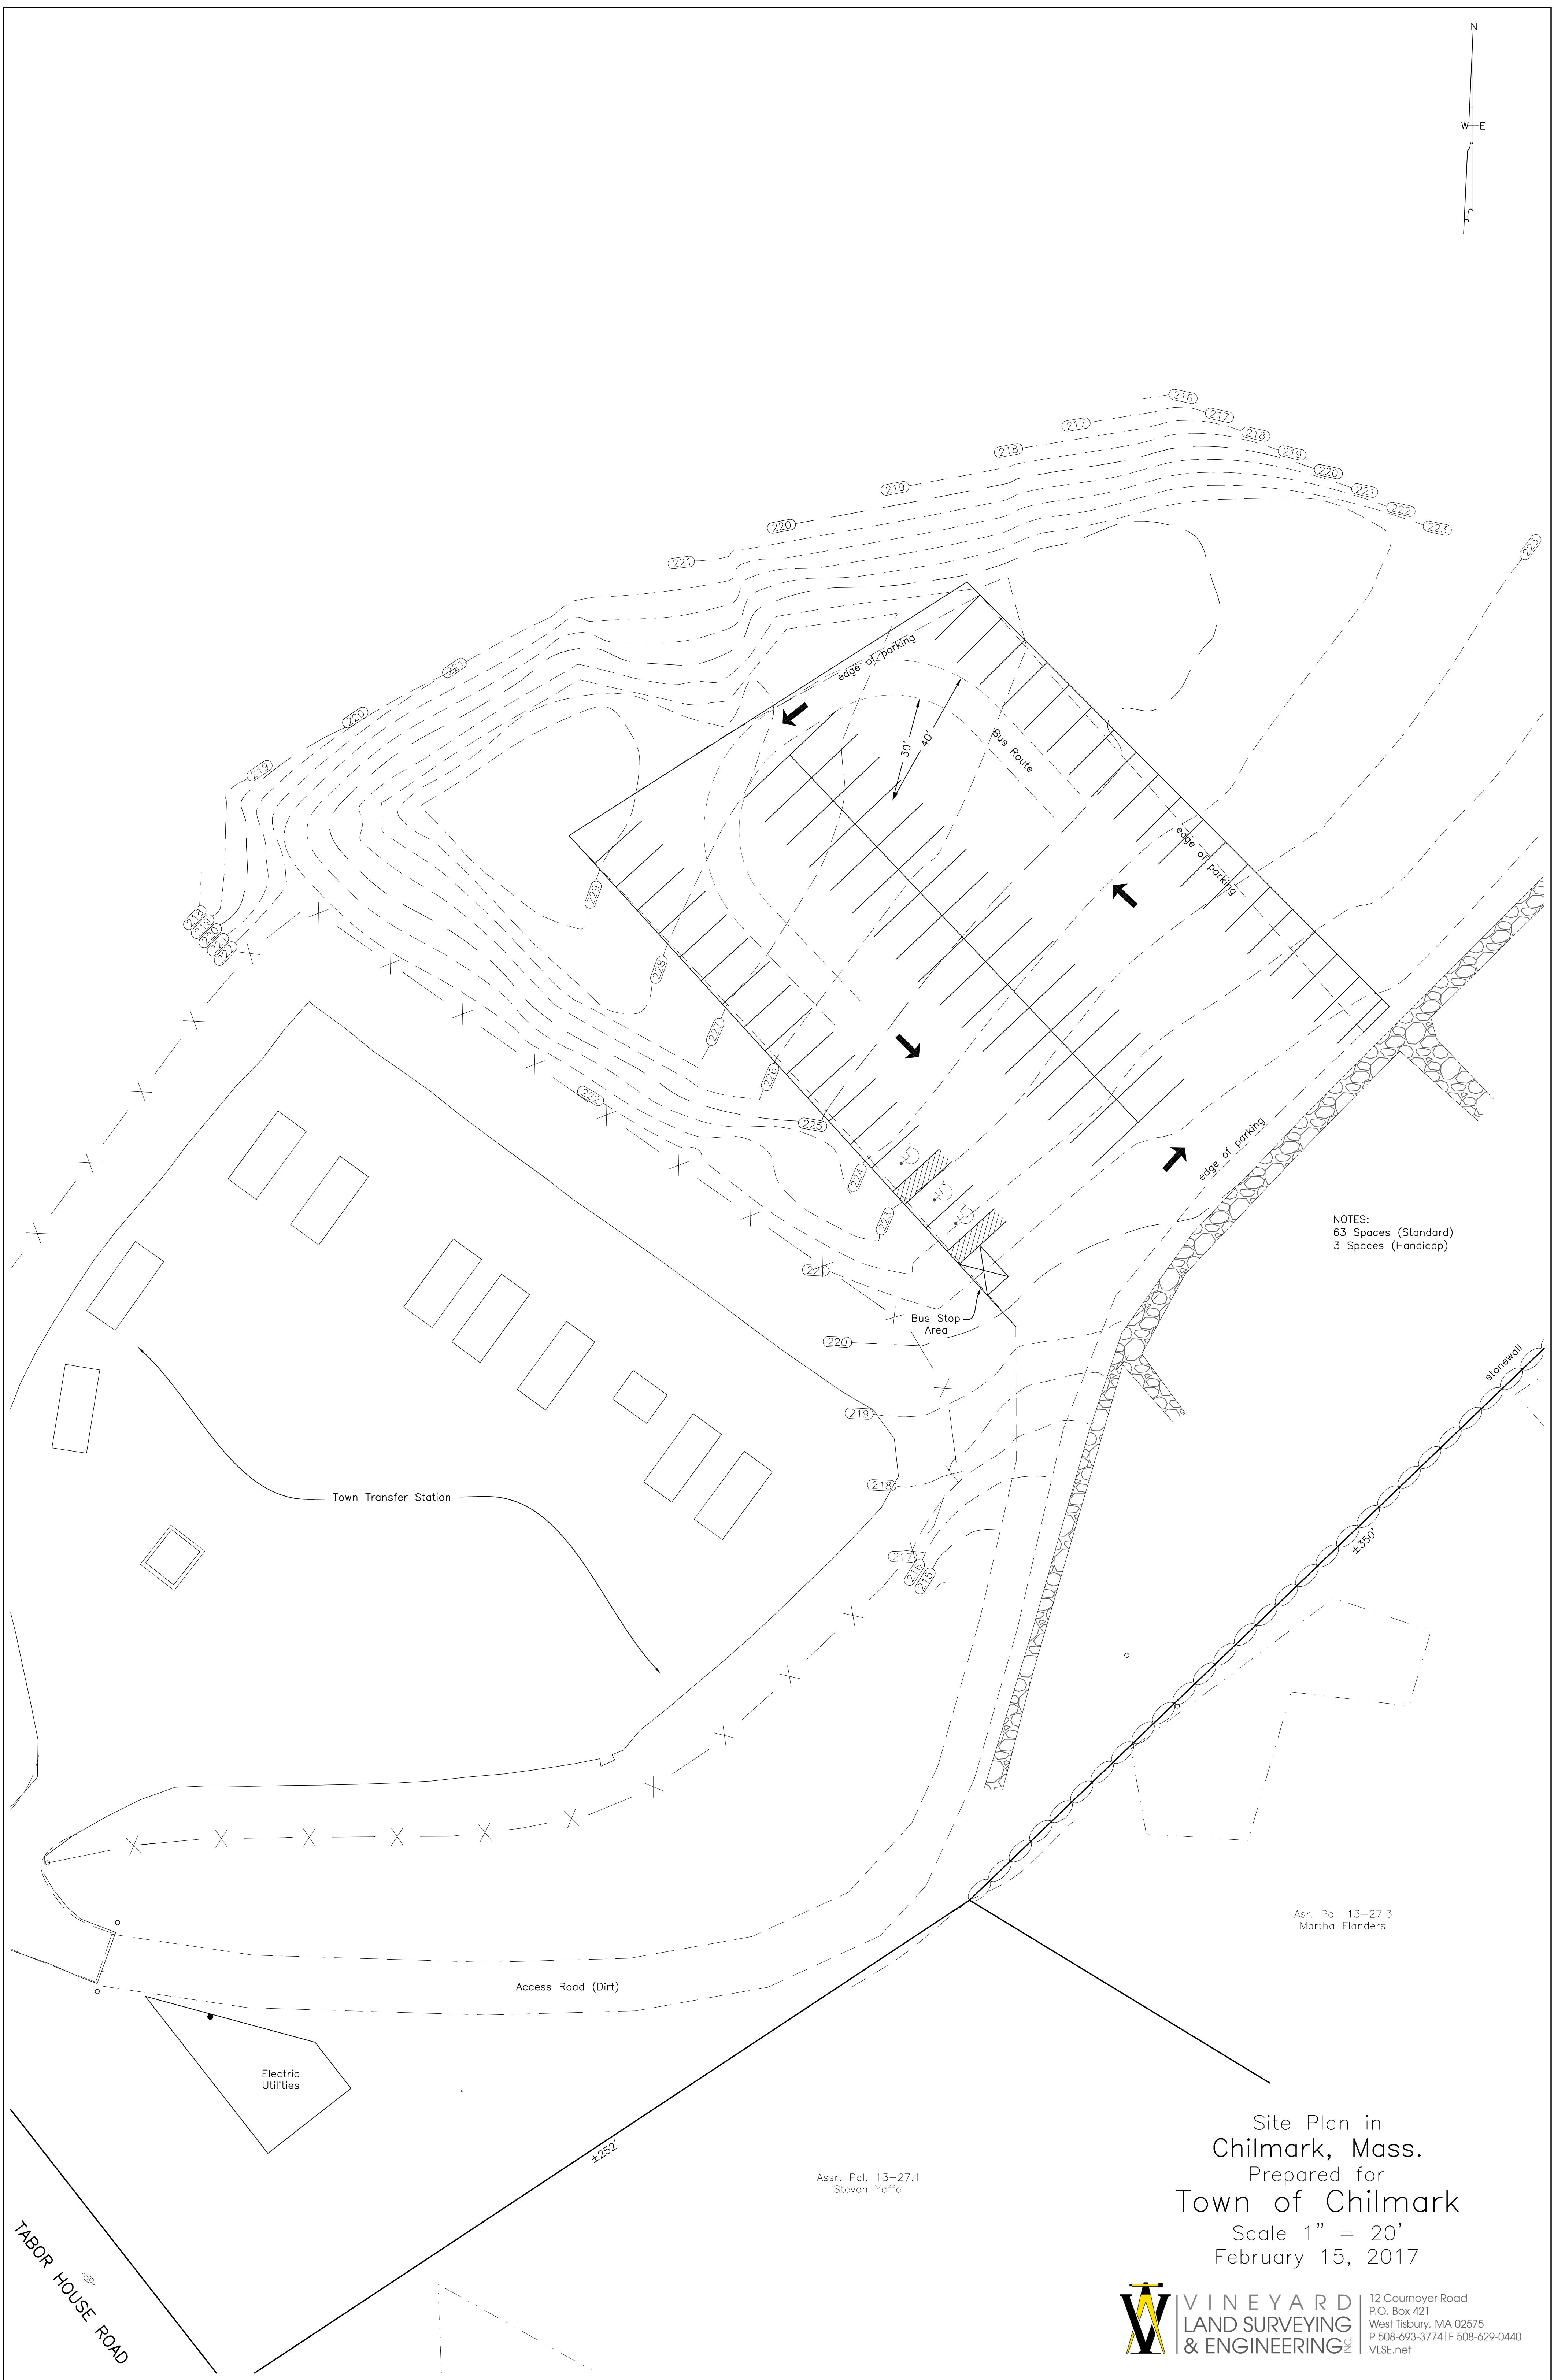 N
W E
216
217
217
218
218
219
219
220
220
221
221
222
223
223
221
220
219
218
219
220
221
222
edge of parking
30'
40'
Bus Route
edge of parking
229
228
227
226
222
225
224
223
edge of parking
NOTES:
63 Spaces (Standard)
3 Spaces (Handicap)
221
Bus Stop
Area
220
219
218
217
216
215
stonewall
±350'
Town Transfer Station
Asr. Pcl. 13-27.3
Martha Flanders
Access Road (Dirt)
Electric
Utilities
±252'
Assr. Pcl. 13-27.1
Steven Yaffe
TABOR HOUSE ROAD
Site Plan in
Chilmark, Mass.
Prepared for
Town of Chilmark
Scale 1" = 20'
February 15, 2017
VINEYARD
LAND SURVEYING
& ENGINEERING INC.
12 Cournoyer Road
P.O. Box 421
West Tisbury, MA 02575
P 508-693-3774 | F 508-629-0440
VLSE.net